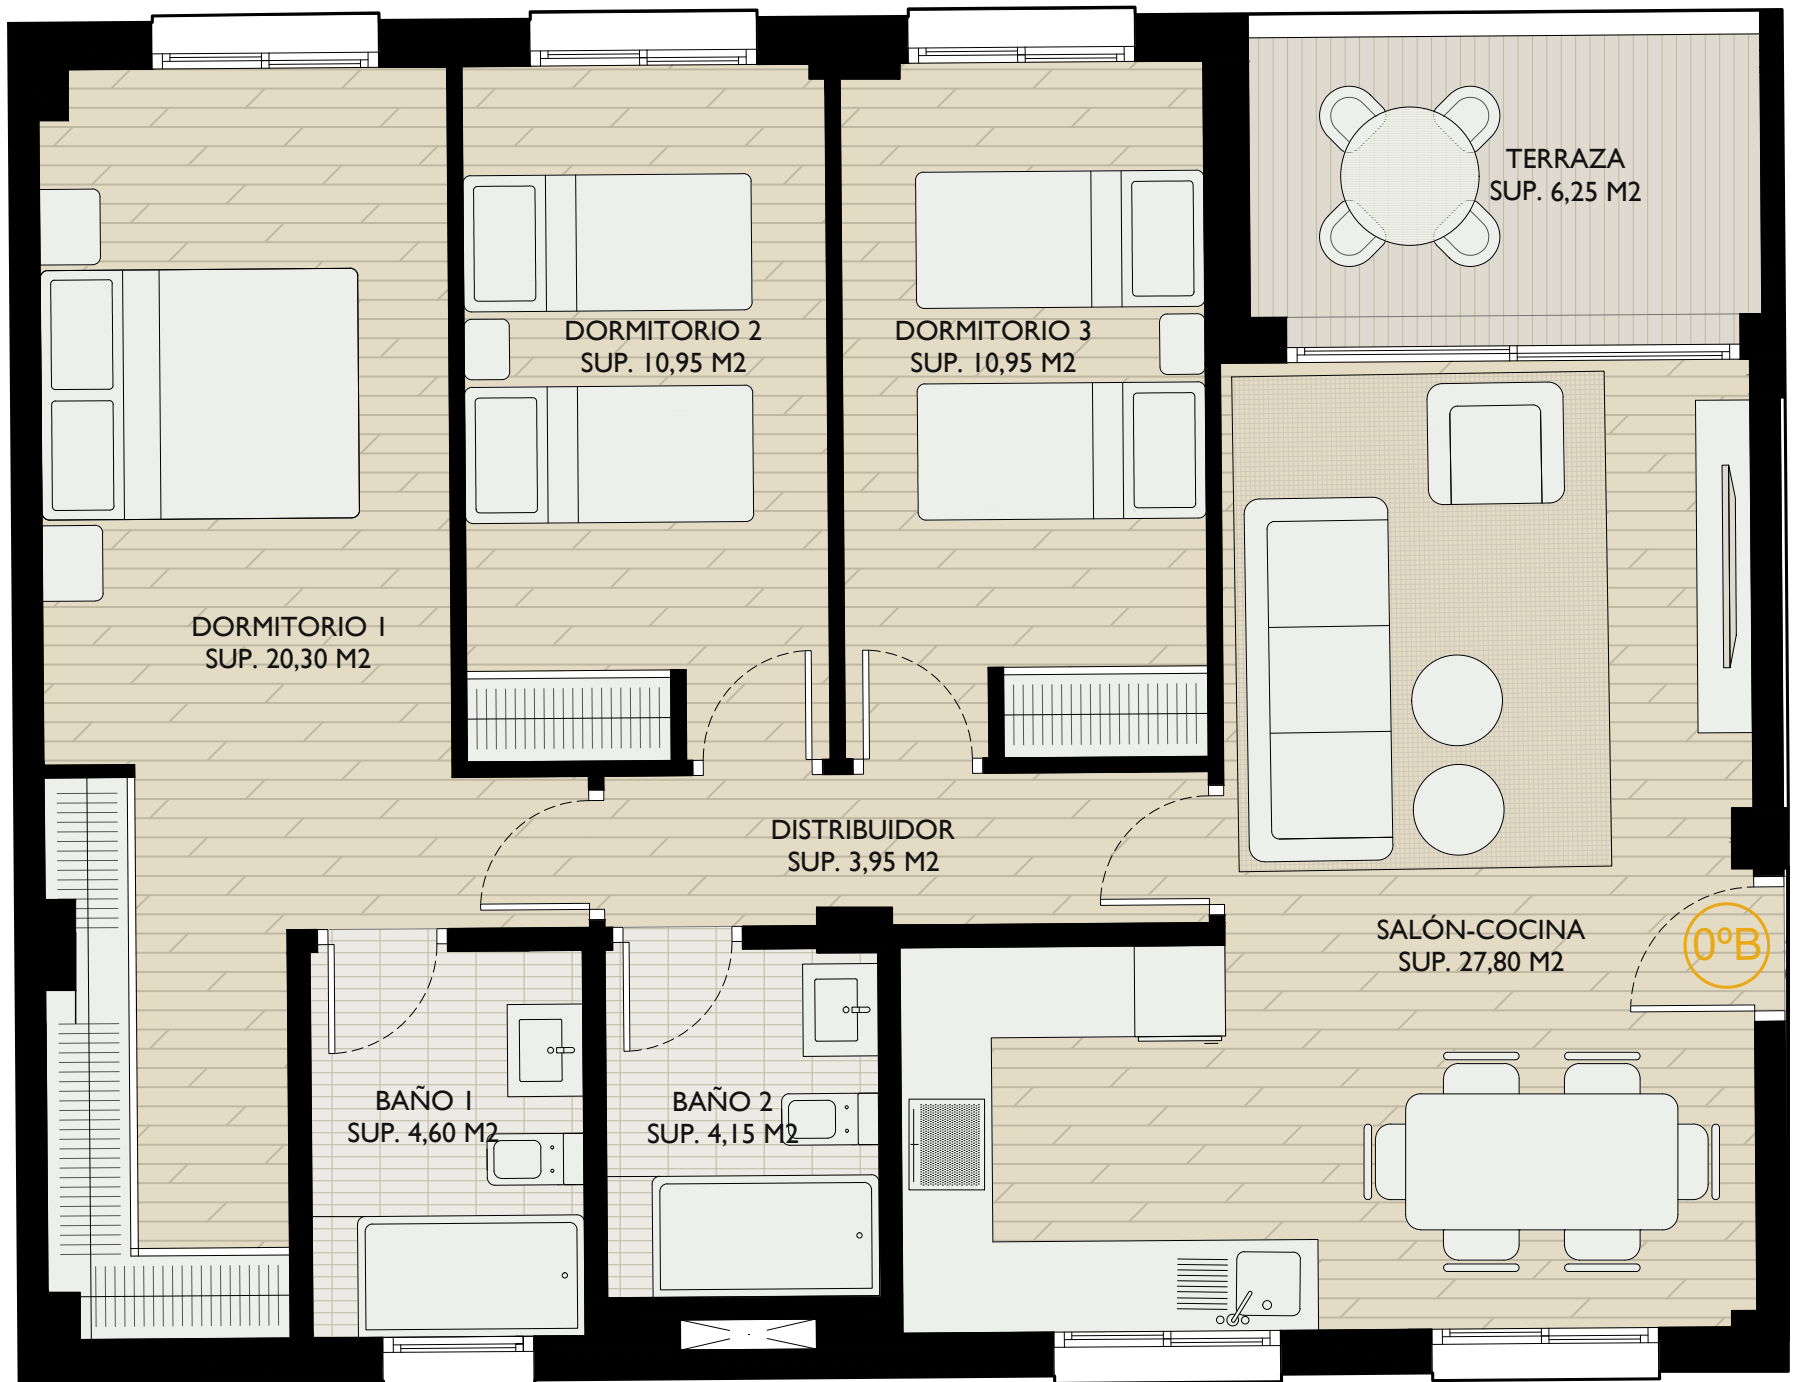 TERRAZA
SUP. 6,25 M2
DORMITORIO 2
SUP. 10,95 M2
DORMITORIO 3
SUP. 10,95 M2
DORMITORIO 1
SUP. 20,30 M2
DISTRIBUIDOR
SUP. 3,95 M2
SALÓN-COCINA
SUP. 27,80 M2
0ºB
BAÑO 1
SUP. 4,60 M2
BAÑO 2
SUP. 4,15 M2